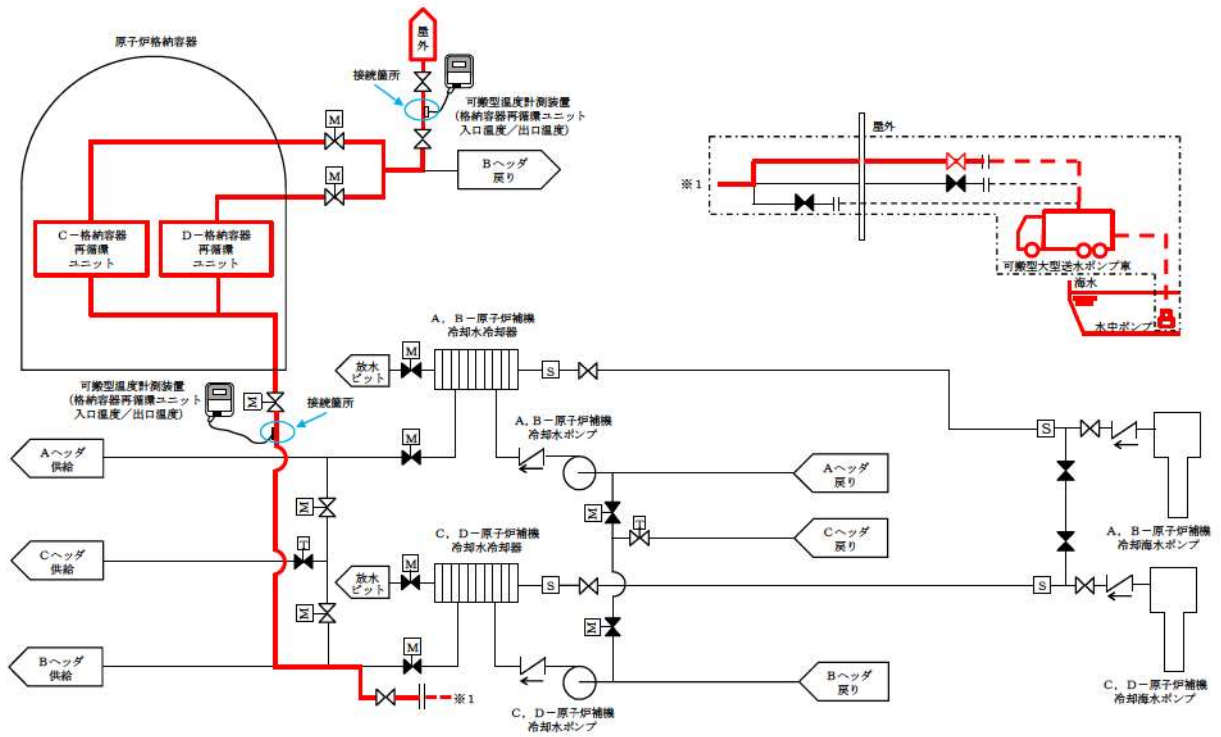 原子炉格納容器
屋
外
接続箇所
可搬型温度計測装置
(格納容器再循環ユニット
入口温度/出口温度)
M
M
Bヘッダ
戻り
C-格納容器
再循環
ユニット
D-格納容器
再循環
ユニット
屋外
※1
可搬型大型送水ポンプ車
海水
水中ポンプ
A,B-原子炉補機
冷却水冷却器
放水
ピット
M
S
可搬型温度計測装置
(格納容器再循環ユニット
入口温度/出口温度)
M
接続箇所
A,B-原子炉補機
冷却水ポンプ
S
Aヘッダ
供給
M
Aヘッダ
戻り
M
M
T
Cヘッダ
戻り
A,B-原子炉補機
冷却海水ポンプ
Cヘッダ
供給
T
C,D-原子炉補機
冷却水冷却器
放水
ピット
M
S
S
M
M
Bヘッダ
供給
M
Bヘッダ
戻り
※1
C,D-原子炉補機
冷却水ポンプ
C,D-原子炉補機
冷却海水ポンプ